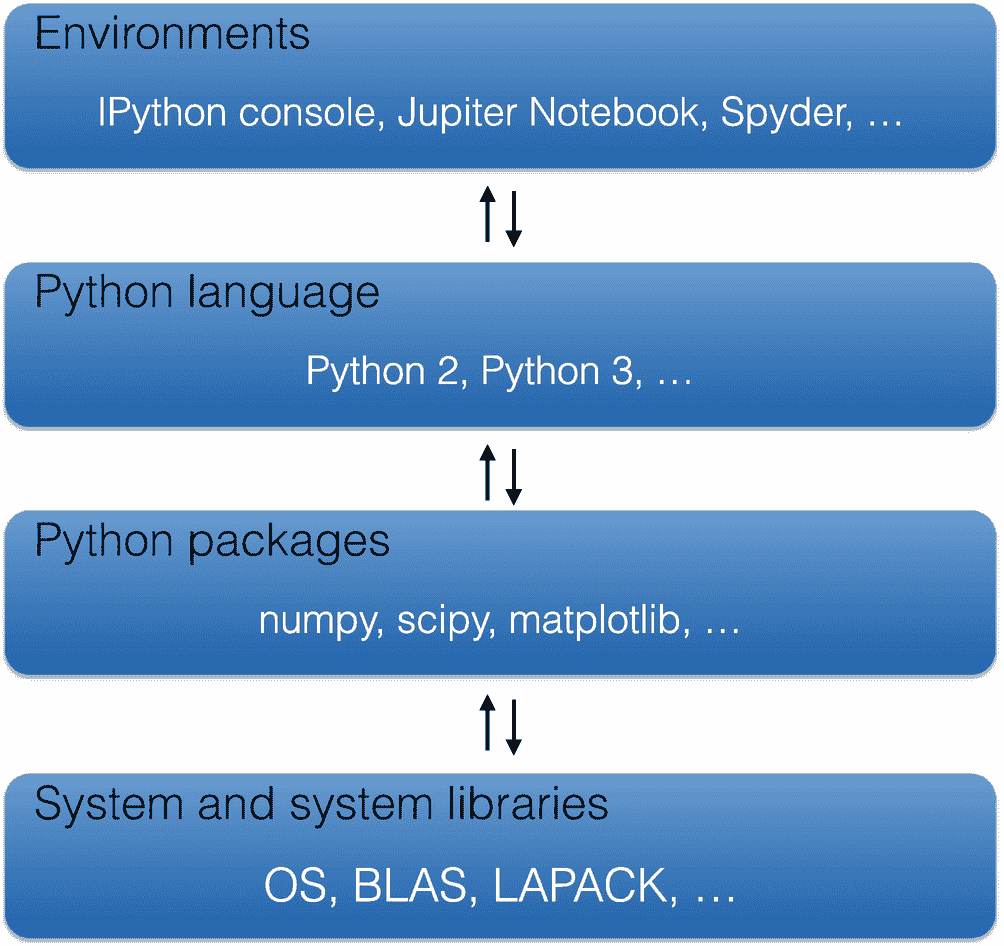 Environments
IPython console, Jupiter Notebook, Spyder, …
Python language
Python 2, Python 3, …
Python packages
numpy, scipy, matplotlib, …
System and system libraries
OS, BLAS, LAPACK, …